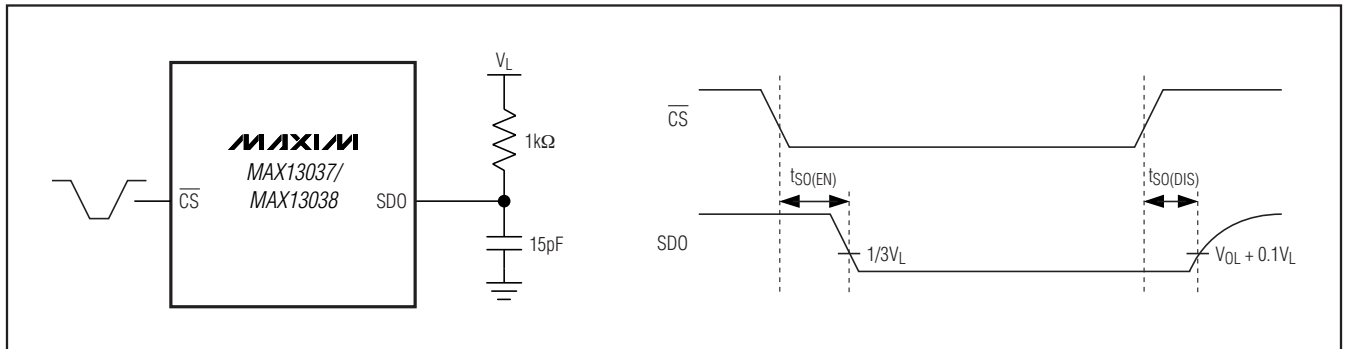 V_L
1kΩ
MAXIM
MAX13037/
MAX13038
CS
SDO
15pF
CS
t_SO(EN)
t_SO(DIS)
SDO
1/3V_L
V_OL + 0.1V_L